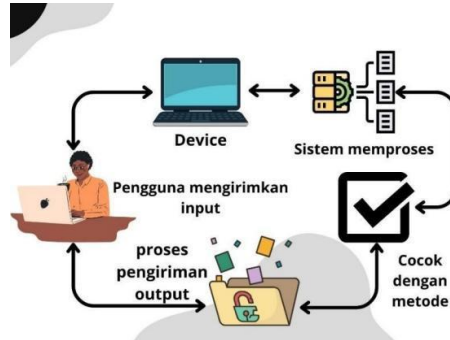 Device
Sistem memproses
Pengguna mengirimkan
input
proses
pengiriman
output
Cocok
dengan
metode